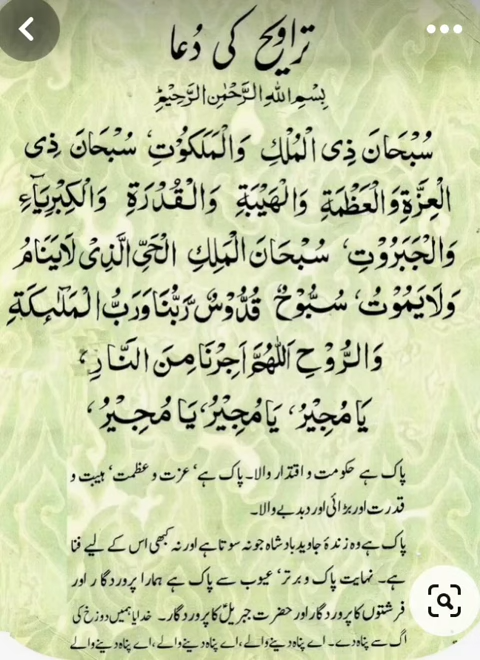 تراویح کی دُعا
بِسْمِ اللهِ الرَّحْمٰنِ الرَّحِيْمِ
سُبْحَانَ ذِی الْمُلْكِ وَالْمَلَكُوْتِ، سُبْحَانَ ذِی
الْعِزَّةِ وَالْعَظْمَةِ وَالْهَيْبَةِ وَالْقُدْرَةِ وَالْكِبْرِيَآءِ
وَالْجَبَرُوْتِ، سُبْحَانَ الْمَلِكِ الْحَیِّ الَّذِیْ لَا یَنَامُ
وَلَا یَمُوْتُ، سُبُّوْحٌ قُدُّوْسٌ رَّبُّنَا وَرَبُّ الْمَلٰٓئِكَةِ
وَالرُّوْحِ اَللّٰهُمَّ اَجِرْنَا مِنَ النَّارِ،
يَا مُجِيْرُ، يَا مُجِيْرُ، يَا مُجِيْرُ،
پاک ہے حکومت و اقتدار والا۔ پاک ہے، عزت و عظمت، ہیبت و
قدرت اور بڑائی اور دبدبے والا۔
پاک ہے وہ زندۂ جاوید بادشاہ جو نہ سوتا ہے اور نہ کبھی اس کے لیے فنا
ہے۔ نہایت پاک و برتر، عیوب سے پاک ہے ہمارا پروردگار اور
فرشتوں کا پروردگار اور حضرت جبریلؑ کا پروردگار۔ خدایا ہمیں دوزخ کی
آگ سے پناہ دے۔ اے پناہ دینے والے، اے پناہ دینے والے، اے پناہ دینے والے